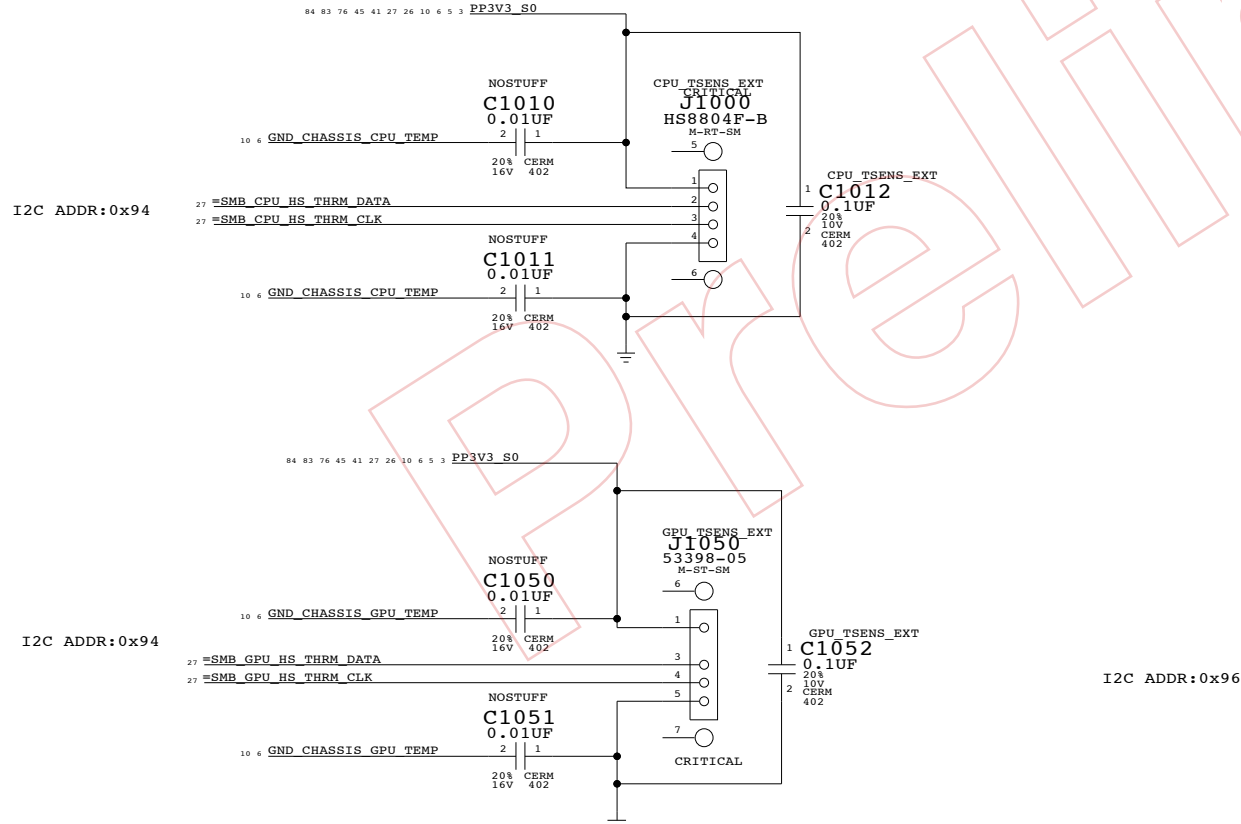 84 83 76 45 41 27 26 10 6 5 3 PP3V3_S0
NOSTUFF
C1010
0.01UF
10 6 GND_CHASSIS_CPU_TEMP
2 1
20% CERM
16V 402
CPU_TSENS_EXT
CRITICAL
J1000
HS8804F-B
M-RT-SM
5
1
2
3
4
6
CPU_TSENS_EXT
1 C1012
0.1UF
20%
10V
2 CERM
402
I2C ADDR:0x94
27 =SMB_CPU_HS_THRM_DATA
27 =SMB_CPU_HS_THRM_CLK
NOSTUFF
C1011
0.01UF
10 6 GND_CHASSIS_CPU_TEMP
2 1
20% CERM
16V 402
84 83 76 45 41 27 26 10 6 5 3 PP3V3_S0
NOSTUFF
C1050
0.01UF
10 6 GND_CHASSIS_GPU_TEMP
2 1
20% CERM
16V 402
GPU_TSENS_EXT
J1050
53398-05
M-ST-SM
6
1
3
4
5
7
CRITICAL
GPU_TSENS_EXT
1 C1052
0.1UF
20%
10V
2 CERM
402
I2C ADDR:0x94
27 =SMB_GPU_HS_THRM_DATA
27 =SMB_GPU_HS_THRM_CLK
I2C ADDR:0x96
NOSTUFF
C1051
0.01UF
10 6 GND_CHASSIS_GPU_TEMP
2 1
20% CERM
16V 402
Preli